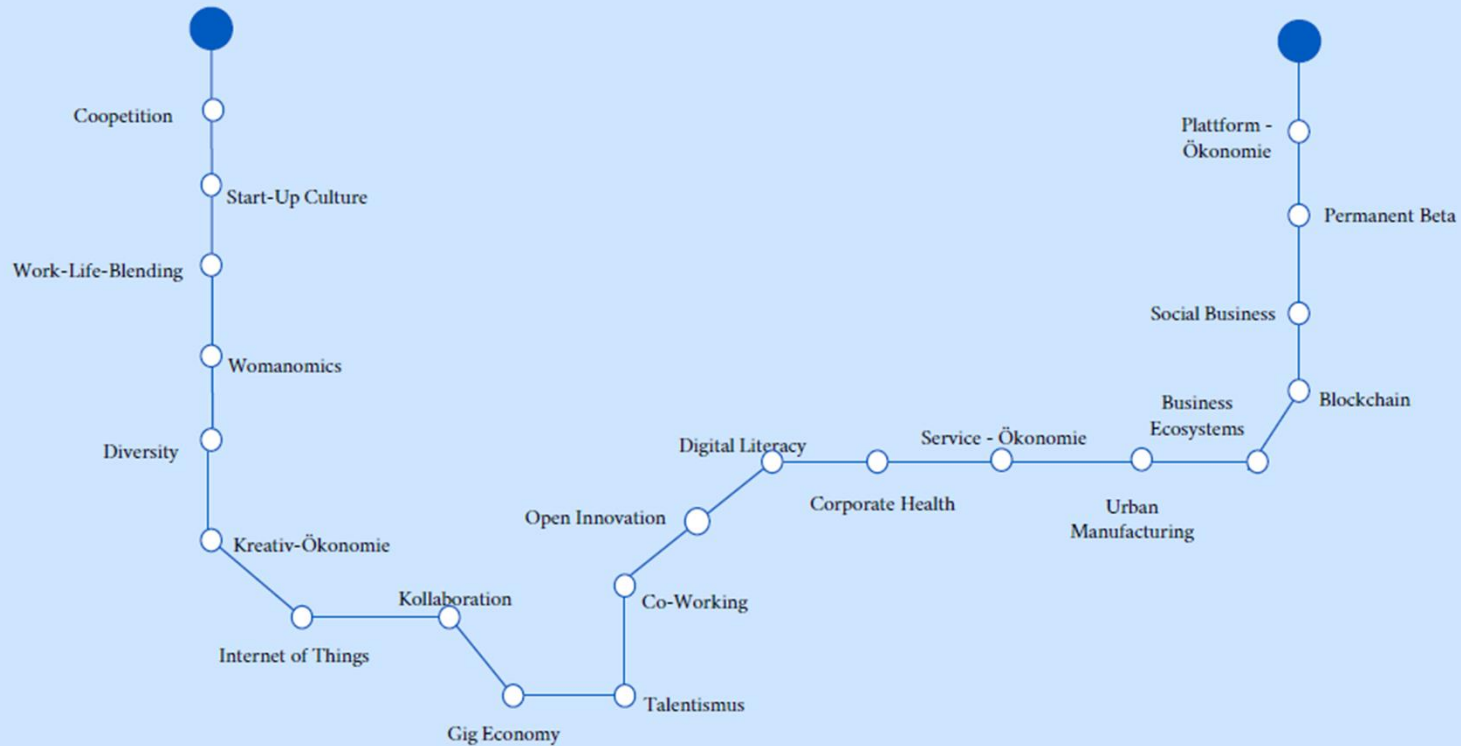 Coopetition
Start-Up Culture
Work-Life-Blending
Womanomics
Diversity
Kreativ-Ökonomie
Internet of Things
Kollaboration
Gig Economy
Talentismus
Co-Working
Open Innovation
Digital Literacy
Corporate Health
Service - Ökonomie
Urban
Manufacturing
Business
Ecosystems
Blockchain
Social Business
Permanent Beta
Plattform -
Ökonomie